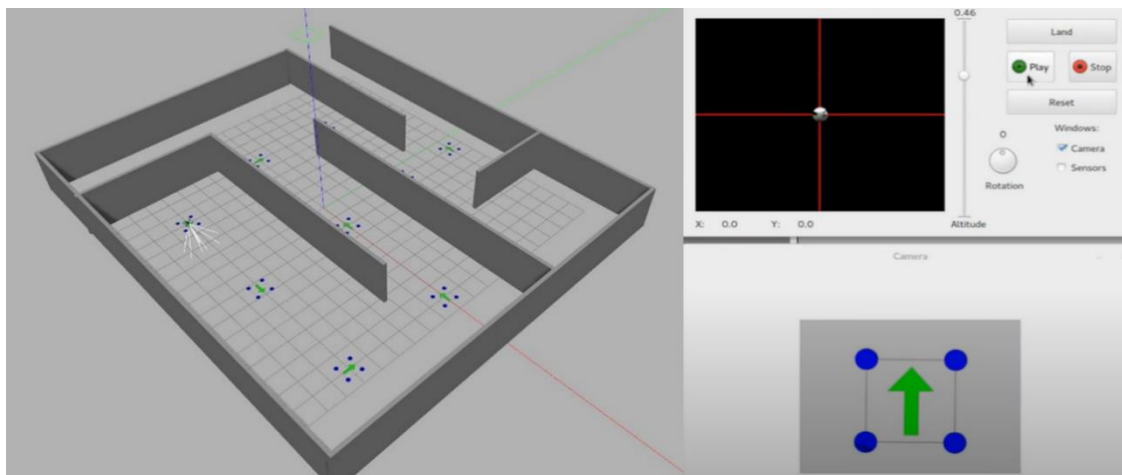 0.46
Land
Play
Stop
Reset
0
Windows:
Camera
Sensors
Rotation
X: 0.0 Y: 0.0
Altitude
Camera